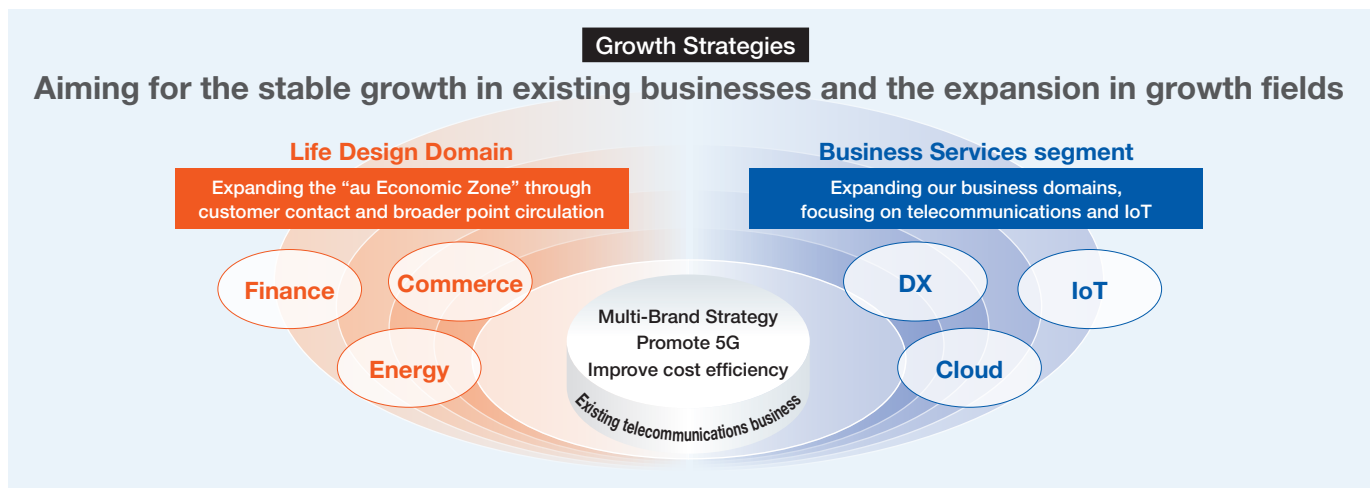 Growth Strategies
Aiming for the stable growth in existing businesses and the expansion in growth fields
Life Design Domain
Expanding the “au Economic Zone” through
customer contact and broader point circulation
Finance
Commerce
Energy
Business Services segment
Expanding our business domains,
focusing on telecommunications and IoT
DX
IoT
Cloud
Multi-Brand Strategy
Promote 5G
Improve cost efficiency
Existing telecommunications business